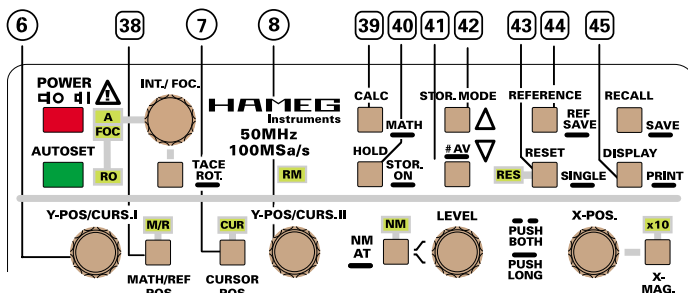 6 38 7 8 39 40 41 42 43 44 45
POWER
A
FOC
INT./ FOC.
HAMEG
Instruments
50MHz
100MSa/s
CALC
MATH
STOR. MODE
REFERENCE
REF
SAVE
RECALL
SAVE
AUTOSET
RO
TACE
ROT.
RM
HOLD
STOR.
ON
# AV
RES
RESET
SINGLE
DISPLAY
PRINT
Y-POS/CURS.I
M/R
MATH/REF
POS.
CUR
CURSOR
POS.
Y-POS/CURS.II
NM
AT
NM
LEVEL
PUSH
BOTH
PUSH
LONG
X-POS.
x10
X-
MAG.